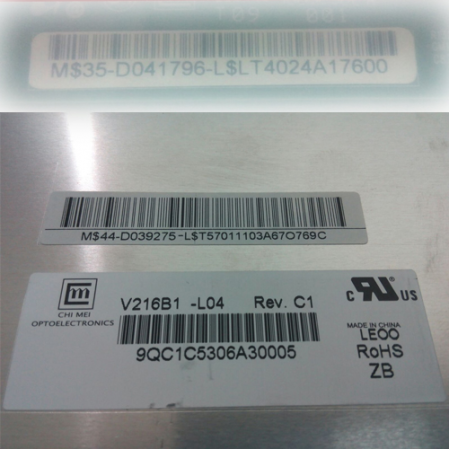 M$35-D041796-L$LT4024A17600
M$44-D039275-L$T57011103A67O769C
CHI MEI
OPTOELECTRONICS
V216B1 -L04 Rev. C1
9QC1C5306A30005
C UR US
MADE IN CHINA
LEOO
RoHS
ZB